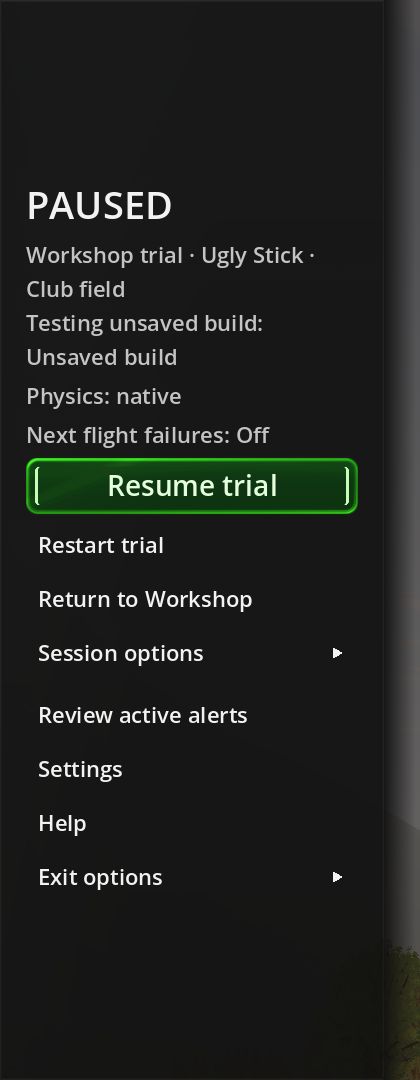 PAUSED
Workshop trial · Ugly Stick ·
Club field
Testing unsaved build:
Unsaved build
Physics: native
Next flight failures: Off
Resume trial
Restart trial
Return to Workshop
Session options
Review active alerts
Settings
Help
Exit options